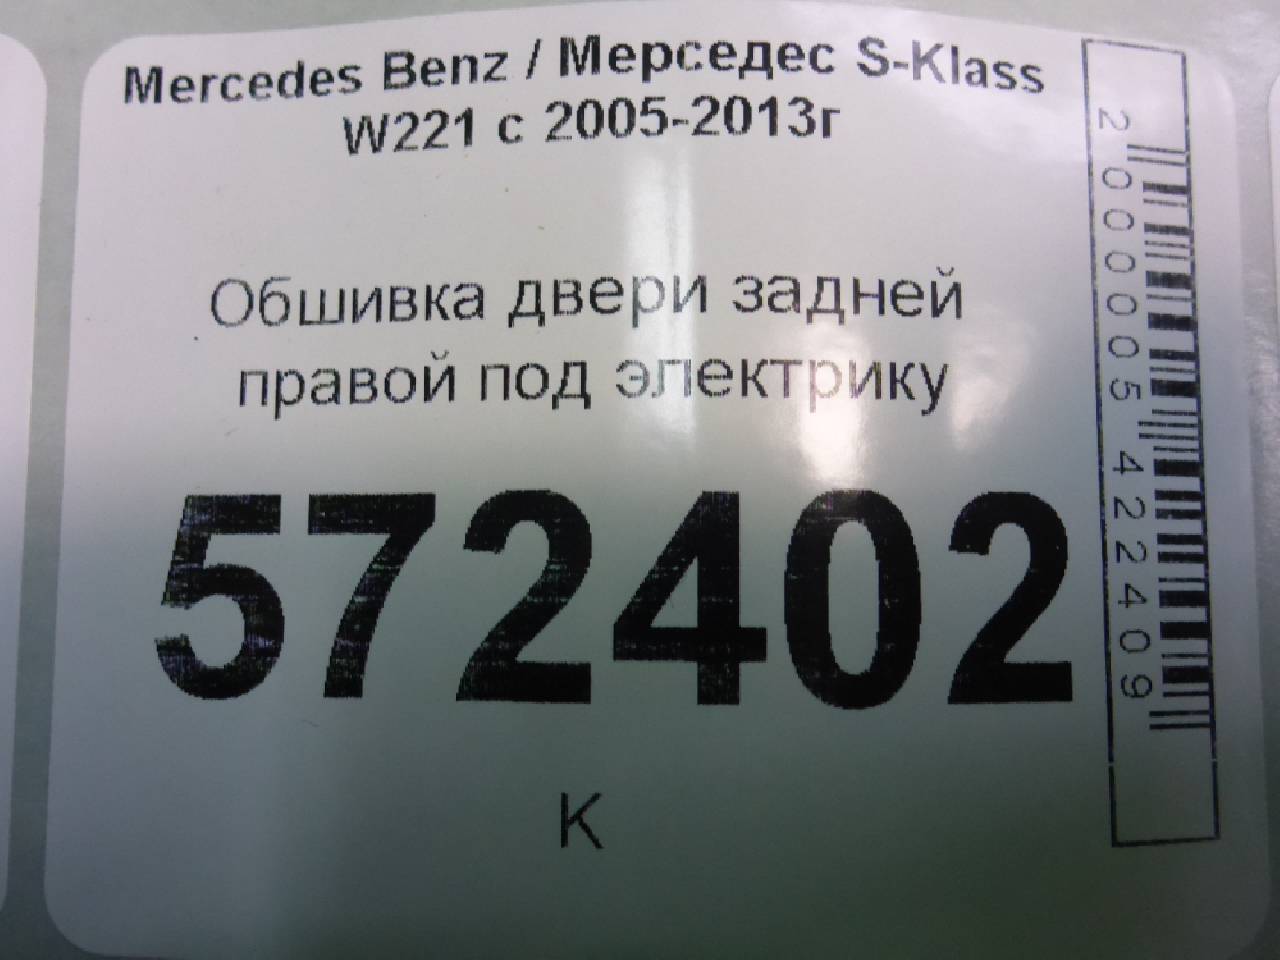 Mercedes Benz / Мерседес S-Klass
W221 с 2005-2013г
Обшивка двери задней
правой под электрику
572402
К
2000005422409